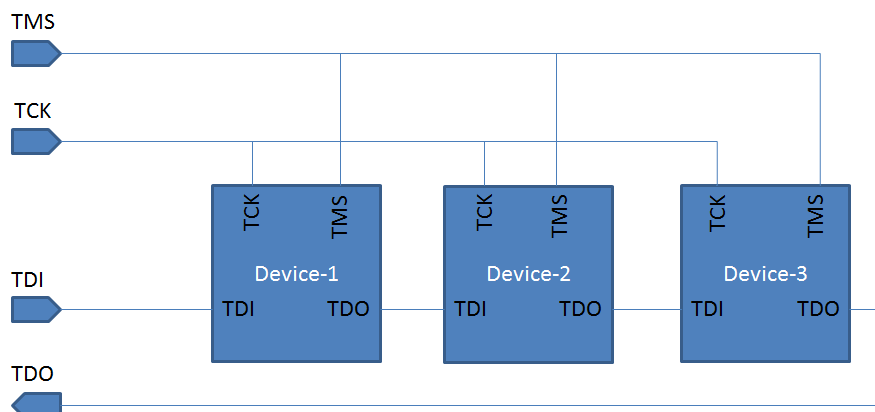 TMS
TCK
TCK TMS TCK TMS TCK TMS
Device-1 Device-2 Device-3
TDI
TDI TDO TDI TDO TDI TDO
TDO